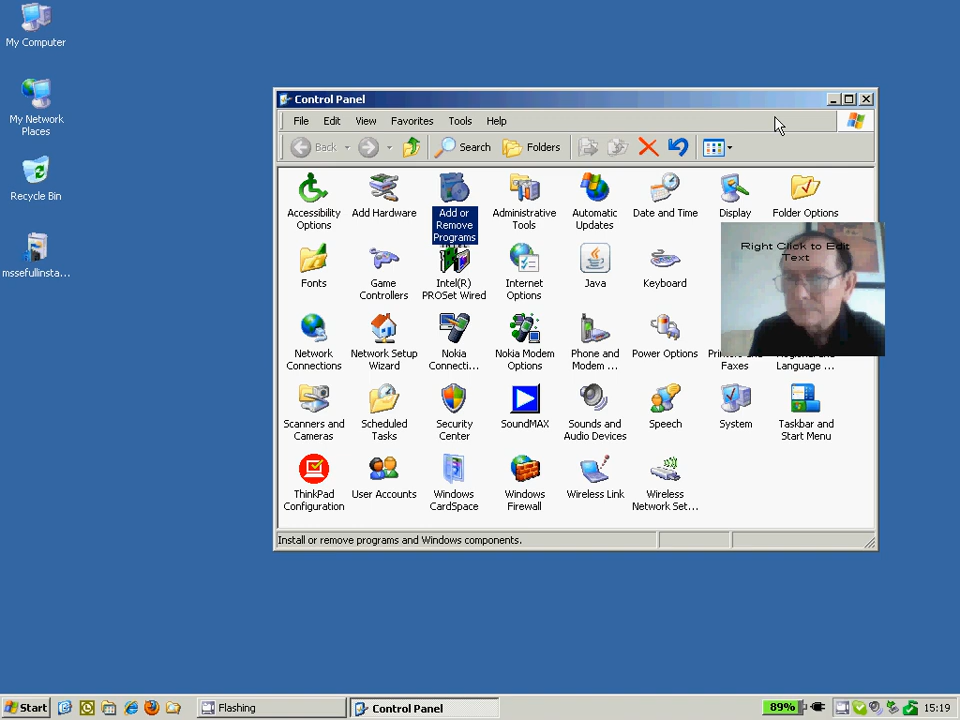 My Computer
My Network
Places
Recycle Bin
mssefullinsta...
Control Panel
File Edit View Favorites Tools Help
Back Search Folders
Accessibility
Options
Add Hardware
Add or
Remove
Programs
Administrative
Tools
Automatic
Updates
Date and Time
Display
Folder Options
Right Click to Edit
Text
Fonts
Game
Controllers
Intel(R)
PROSet Wired
Internet
Options
Java
Keyboard
Network
Connections
Network Setup
Wizard
Nokia
Connecti...
Nokia Modem
Options
Phone and
Modem ...
Power Options
Faxes
Language ...
Scanners and
Cameras
Scheduled
Tasks
Security
Center
SoundMAX
Sounds and
Audio Devices
Speech
System
Taskbar and
Start Menu
ThinkPad
Configuration
User Accounts
Windows
CardSpace
Windows
Firewall
Wireless Link
Wireless
Network Set...
Install or remove programs and Windows components.
Start Flashing Control Panel 89% 15:19